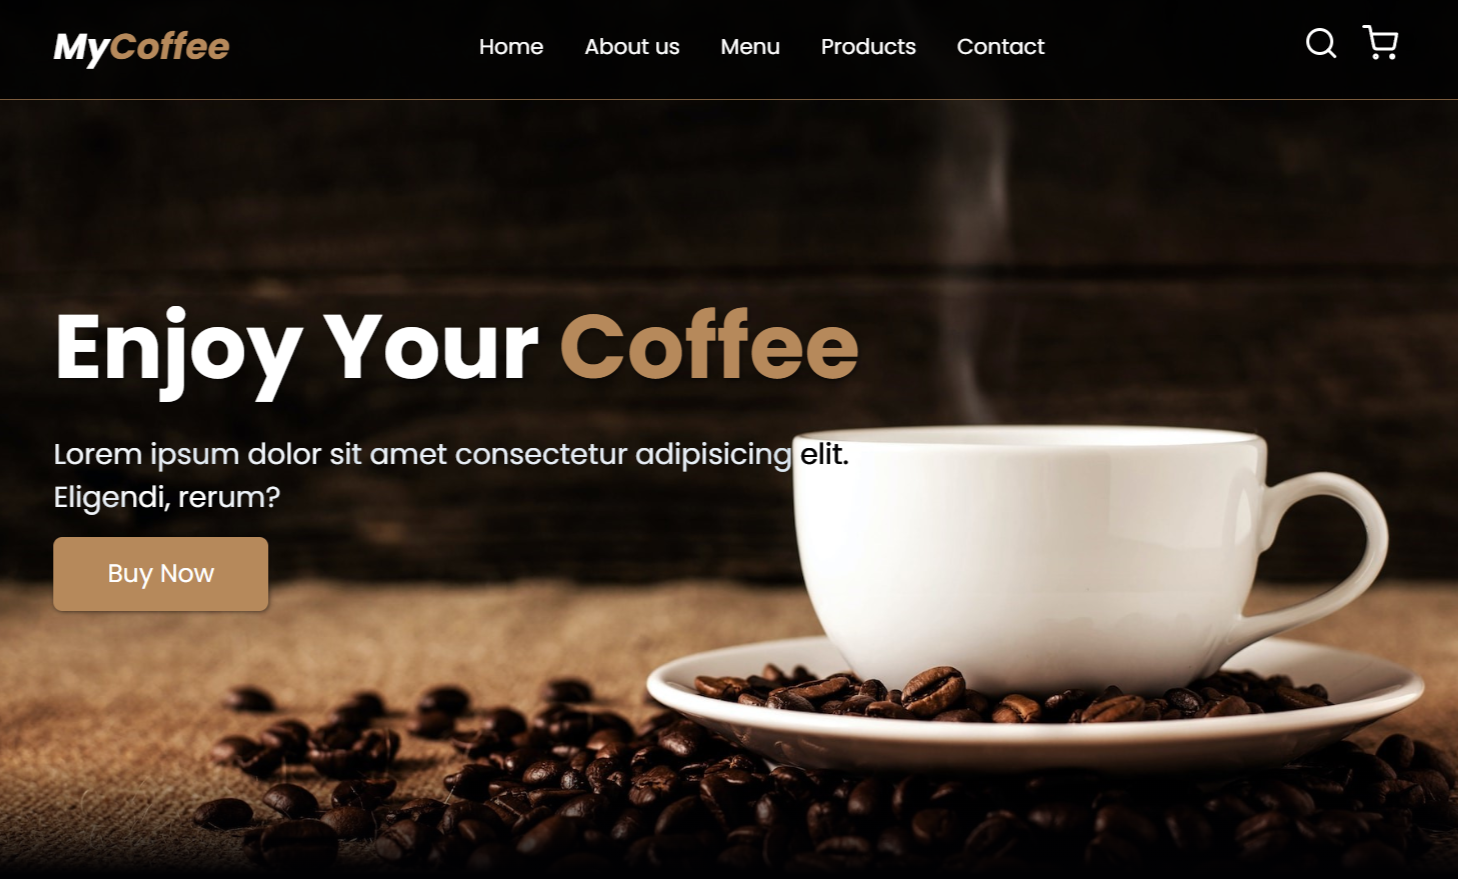 MyCoffee
Home About us Menu Products Contact
Enjoy Your Coffee
Lorem ipsum dolor sit amet consectetur adipisicing elit.
Eligendi, rerum?
Buy Now